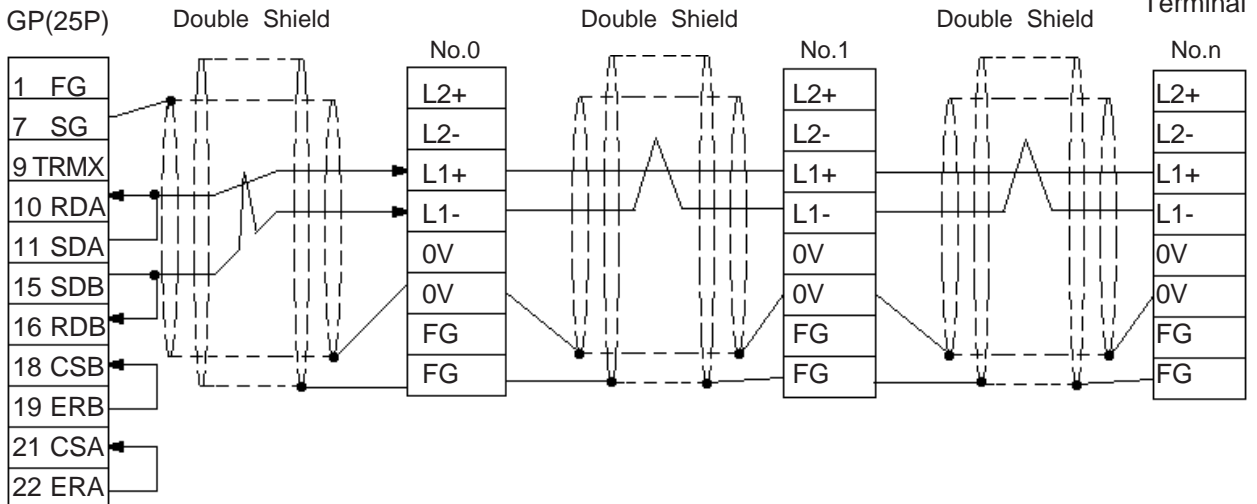 GP(25P)
Double Shield
Double Shield
Double Shield
Terminal
No.0
No.1
No.n
1 FG
7 SG
9 TRMX
10 RDA
11 SDA
15 SDB
16 RDB
18 CSB
19 ERB
21 CSA
22 ERA
L2+
L2-
L1+
L1-
0V
0V
FG
FG
L2+
L2-
L1+
L1-
0V
0V
FG
FG
L2+
L2-
L1+
L1-
0V
0V
FG
FG